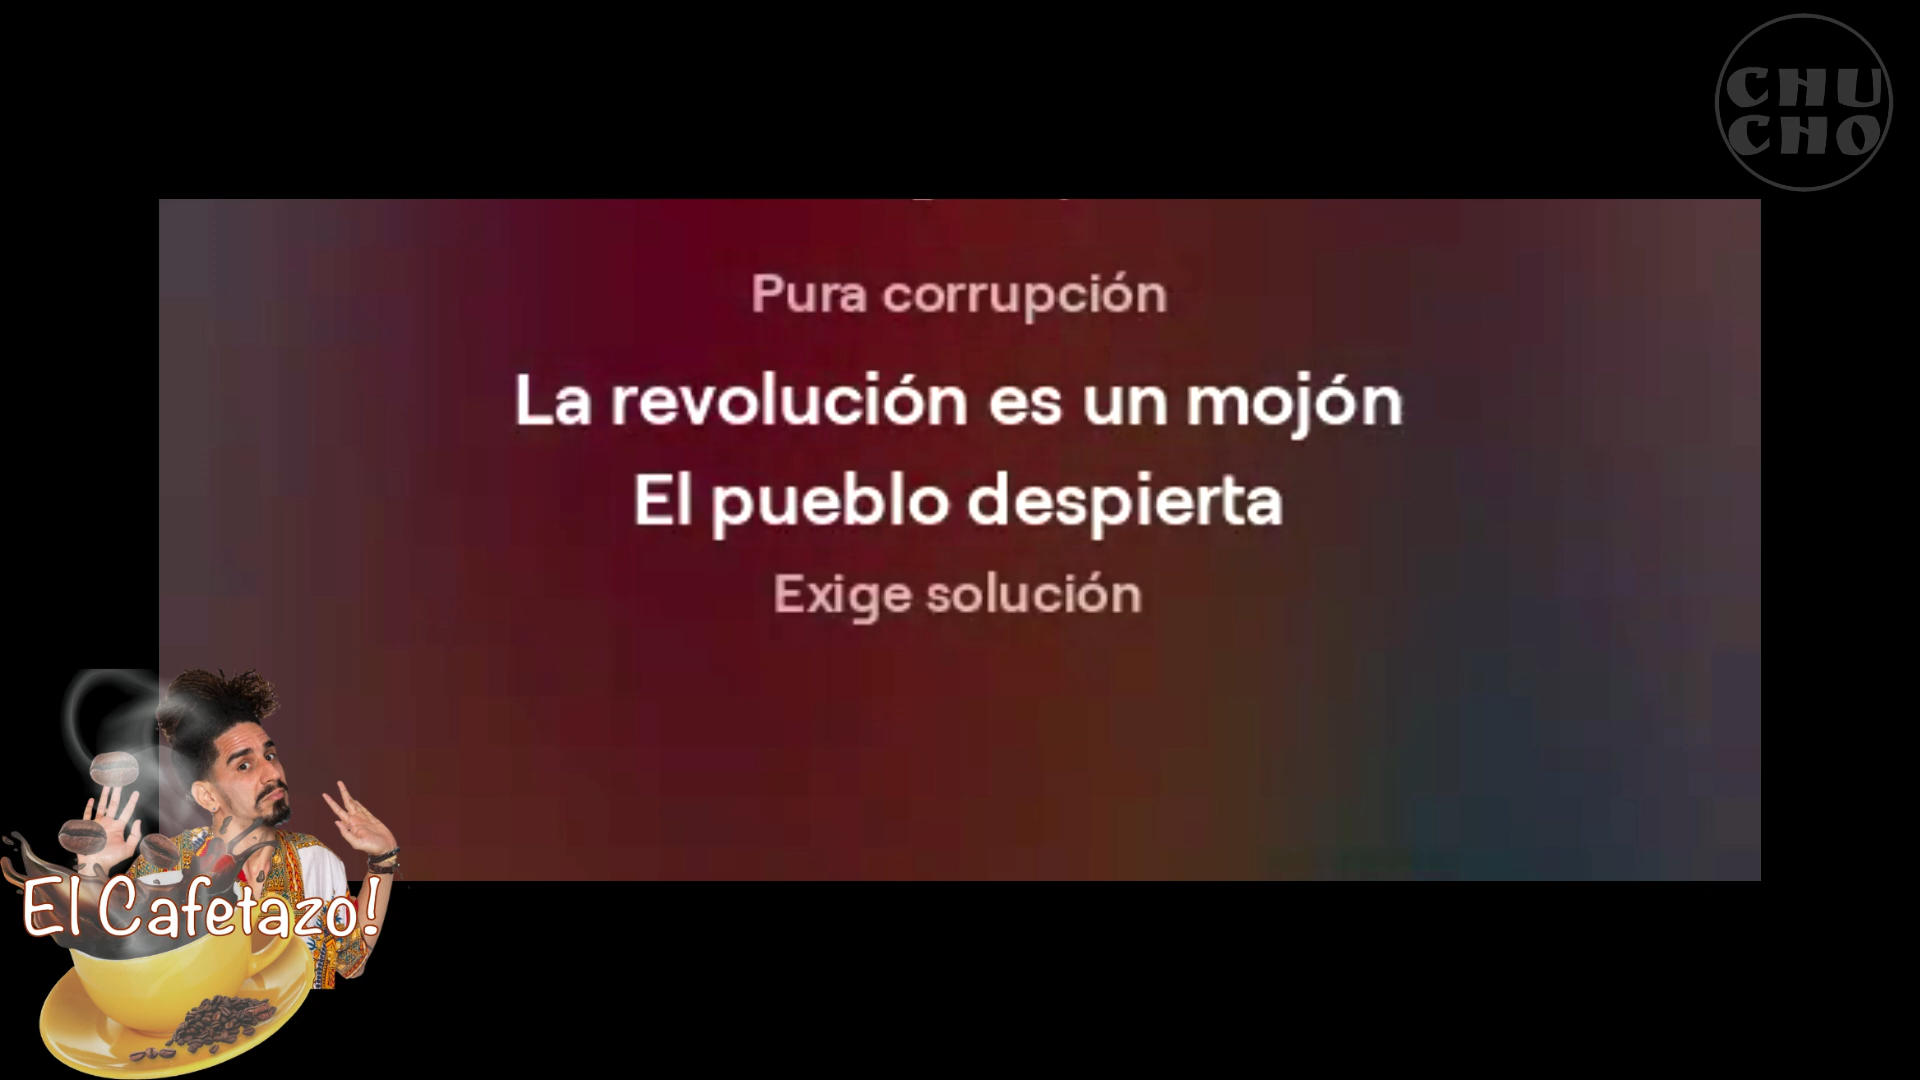 CHU
CHO
Pura corrupción
La revolución es un mojón
El pueblo despierta
Exige solución
El Cafetazo!